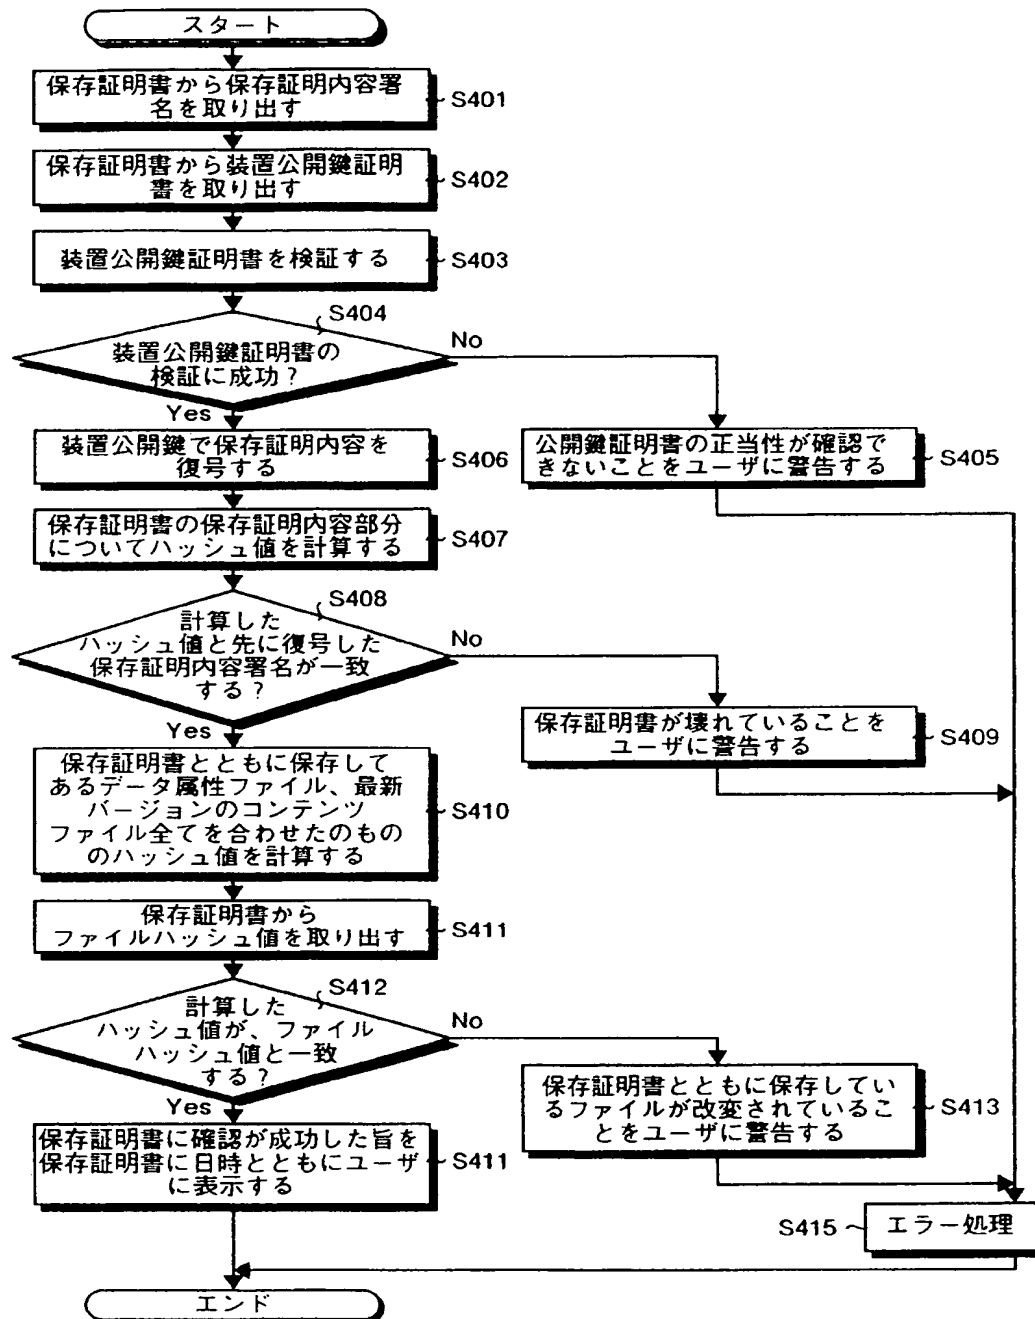 スタート
保存証明書から保存証明内容署
名を取り出す
S401
保存証明書から装置公開鍵証明
書を取り出す
S402
装置公開鍵証明書を検証する
S403
S404
装置公開鍵証明書の
検証に成功?
No
Yes
装置公開鍵で保存証明内容を
復号する
S406
公開鍵証明書の正当性が確認で
きないことをユーザに警告する
S405
保存証明書の保存証明内容部分
についてハッシュ値を計算する
S407
S408
計算した
ハッシュ値と先に復号した
保存証明内容署名が一致
する?
No
Yes
保存証明書が壊れていることを
ユーザに警告する
S409
保存証明書とともに保存して
あるデータ属性ファイル、最新
バージョンのコンテンツ
ファイル全てを合わせたのもの
のハッシュ値を計算する
S410
保存証明書から
ファイルハッシュ値を取り出す
S411
S412
計算した
ハッシュ値が、ファイル
ハッシュ値と一致
する?
No
Yes
保存証明書とともに保存してい
るファイルが改変されているこ
とをユーザに警告する
S413
保存証明書に確認が成功した旨を
保存証明書に日時とともにユーザ
に表示する
S411
S415
エラー処理
エンド